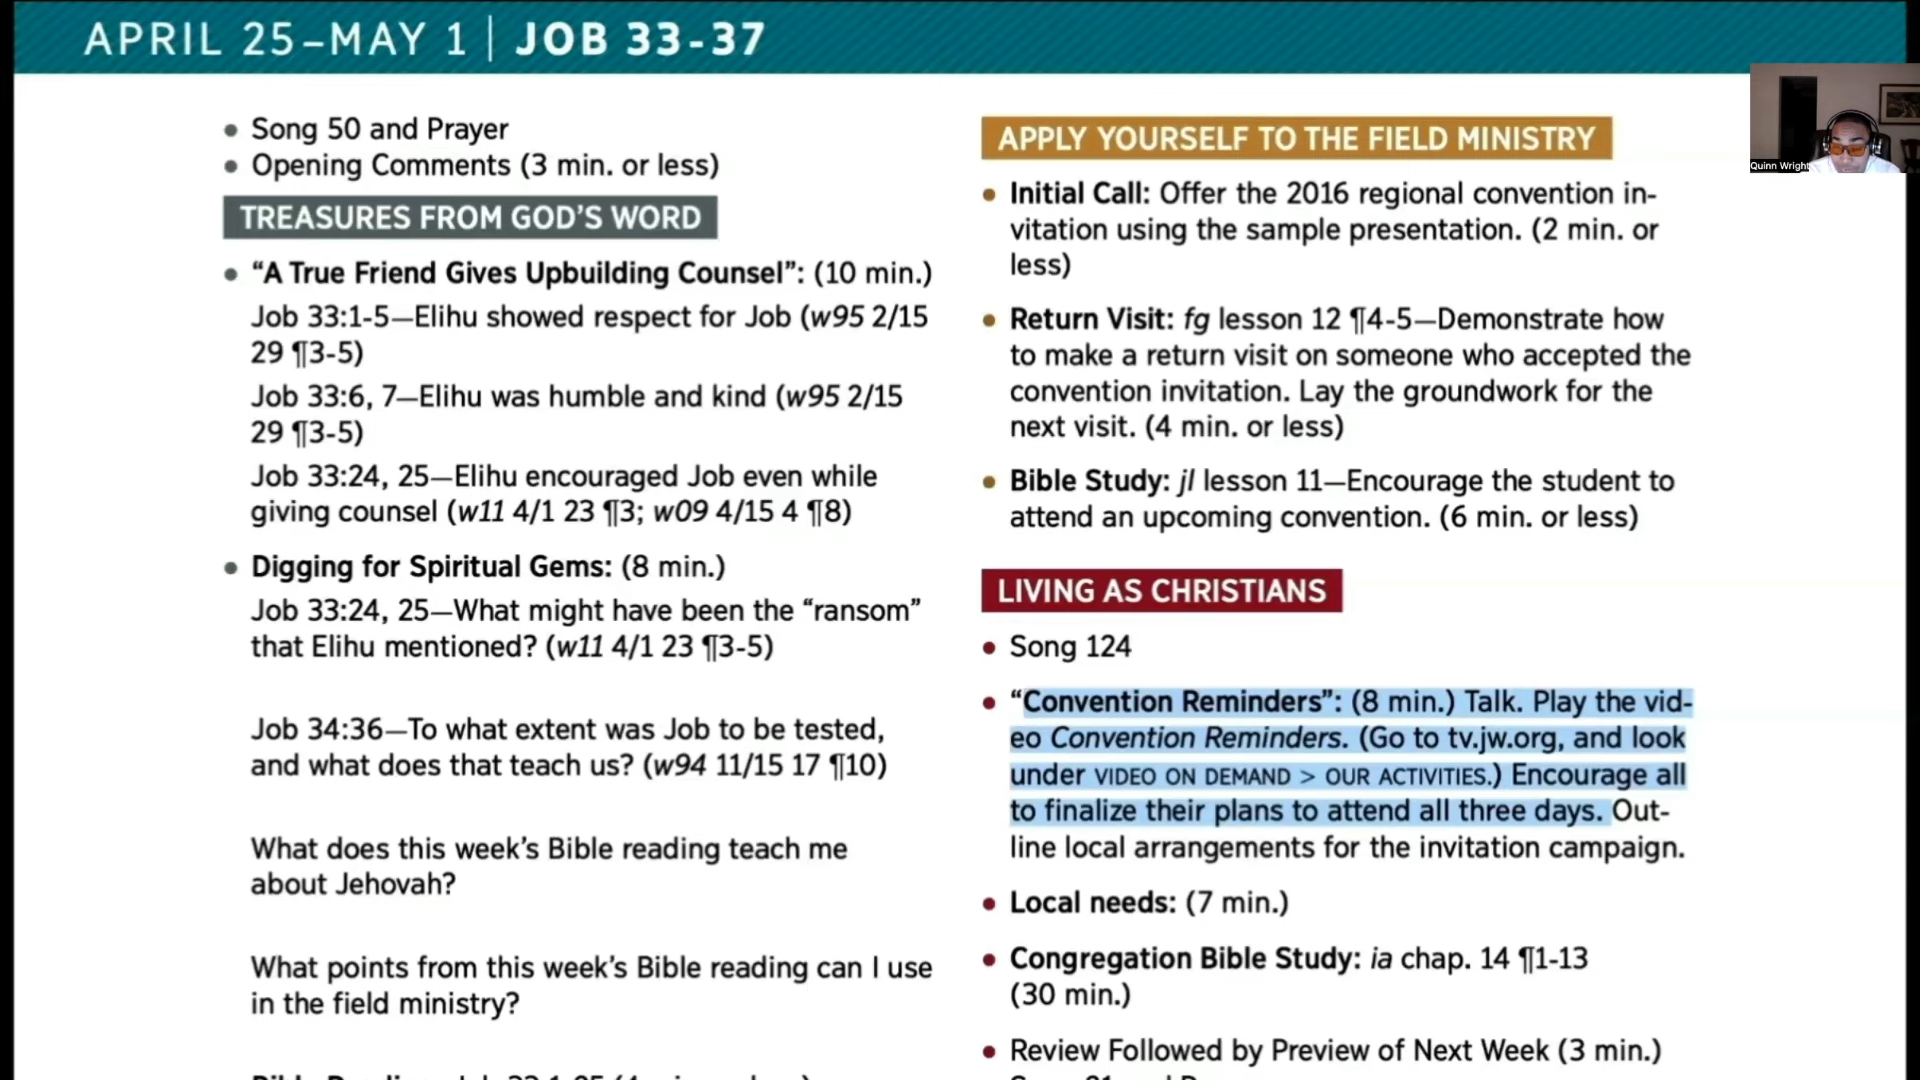 APRIL 25–MAY 1 | JOB 33-37
• Song 50 and Prayer
• Opening Comments (3 min. or less)
TREASURES FROM GOD’S WORD
• “A True Friend Gives Upbuilding Counsel”: (10 min.)
Job 33:1-5—Elihu showed respect for Job (w95 2/15
29 ¶3-5)
Job 33:6, 7—Elihu was humble and kind (w95 2/15
29 ¶3-5)
Job 33:24, 25—Elihu encouraged Job even while
giving counsel (w11 4/1 23 ¶3; w09 4/15 4 ¶8)
• Digging for Spiritual Gems: (8 min.)
Job 33:24, 25—What might have been the “ransom”
that Elihu mentioned? (w11 4/1 23 ¶3-5)
Job 34:36—To what extent was Job to be tested,
and what does that teach us? (w94 11/15 17 ¶10)
What does this week’s Bible reading teach me
about Jehovah?
What points from this week’s Bible reading can I use
in the field ministry?
APPLY YOURSELF TO THE FIELD MINISTRY
• Initial Call: Offer the 2016 regional convention in-
vitation using the sample presentation. (2 min. or
less)
• Return Visit: fg lesson 12 ¶4-5—Demonstrate how
to make a return visit on someone who accepted the
convention invitation. Lay the groundwork for the
next visit. (4 min. or less)
• Bible Study: jl lesson 11—Encourage the student to
attend an upcoming convention. (6 min. or less)
LIVING AS CHRISTIANS
• Song 124
• “Convention Reminders”: (8 min.) Talk. Play the vid-
eo Convention Reminders. (Go to tv.jw.org, and look
under VIDEO ON DEMAND > OUR ACTIVITIES.) Encourage all
to finalize their plans to attend all three days. Out-
line local arrangements for the invitation campaign.
• Local needs: (7 min.)
• Congregation Bible Study: ia chap. 14 ¶1-13
(30 min.)
• Review Followed by Preview of Next Week (3 min.)
Quinn Wright